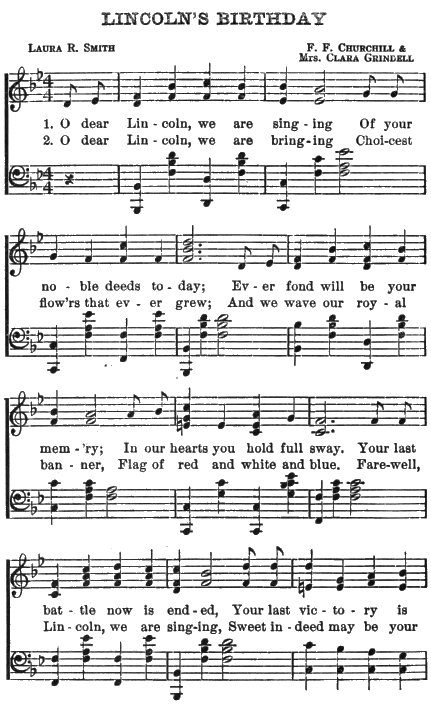 LINCOLN'S BIRTHDAY
LAURA R. SMITH
F. F. CHURCHILL &
MRS. CLARA GRINDELL
1. O dear Lin - coln, we are sing - ing Of your
2. O dear Lin - coln, we are bring - ing Choi-cest
no - ble deeds to - day; Ev - er fond will be your
flow'rs that ev - er grew; And we wave our roy - al
mem - 'ry; In our hearts you hold full sway. Your last
ban - ner, Flag of red and white and blue. Fare-well,
bat - tle now is end - ed, Your last vic - to - ry is
Lin - coln, we are sing-ing, Sweet in - deed may be your